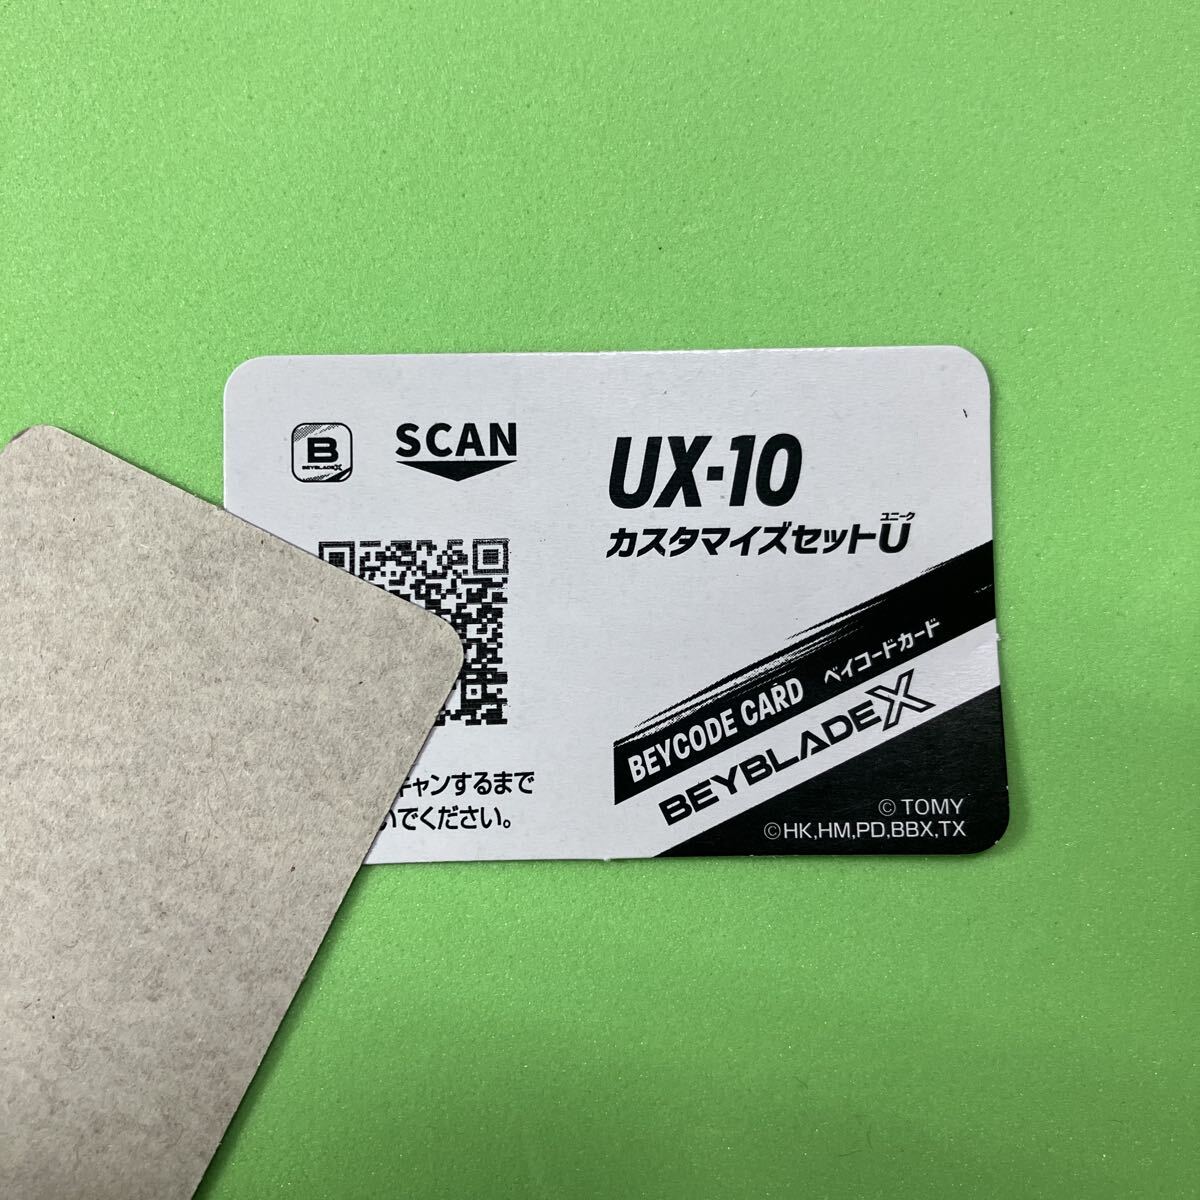 B
BEYBLADE X
SCAN
UX-10
ユニーク
カスタマイズセットU
BEYCODE CARD ベイコードカード
BEYBLADE X
キャンするまで
いでください。
© TOMY
©HK,HM,PD,BBX,TX